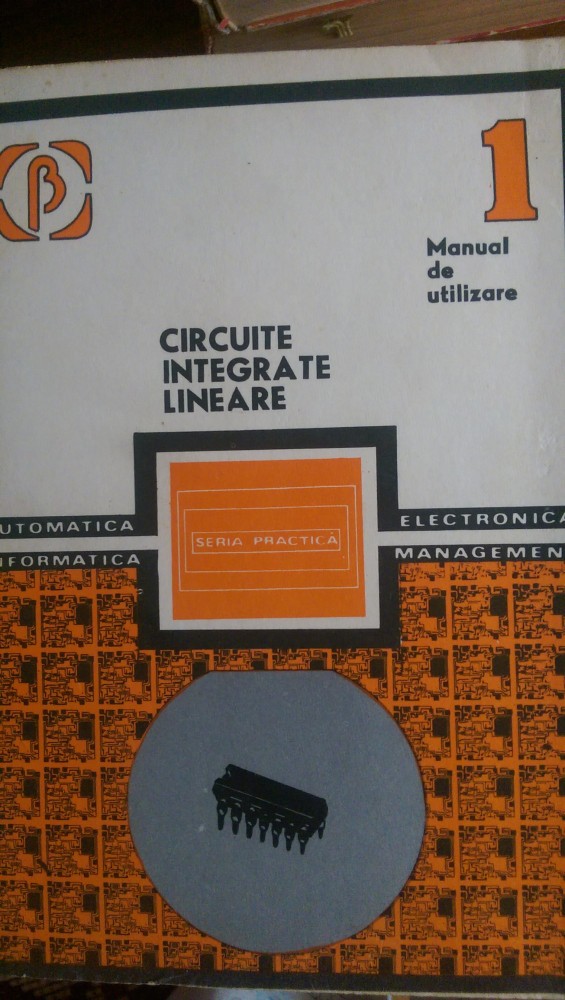 β
1
Manual
de
utilizare
CIRCUITE
INTEGRATE
LINEARE
UTOMATICA
ELECTRONICA
SERIA PRACTICĂ
NFORMATICA
MANAGEMEN